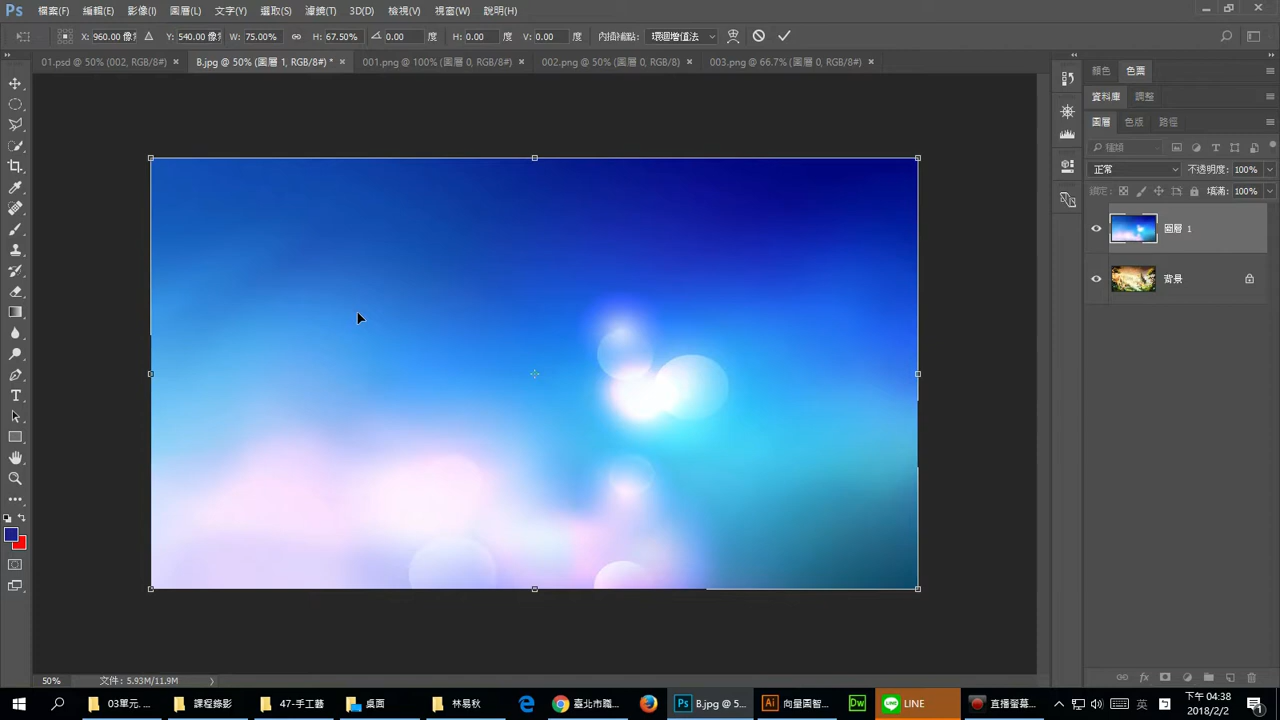 Ps 檔案(F) 編輯(E) 影像(I) 圖層(L) 文字(Y) 選取(S) 濾鏡(T) 3D(D) 檢視(V) 視窗(W) 說明(H)
X: 960.00 像素 Y: 540.00 像素 W: 75.00% H: 67.50% 0.00 度 H: 0.00 度 V: 0.00 度 內插補點: 環迴增值法
01.psd @ 50% (002, RGB/8#) × B.jpg @ 50% (圖層 1, RGB/8#) * × 001.png @ 100% (圖層 0, RGB/8#) × 002.png @ 50% (圖層 0, RGB/8) × 003.png @ 66.7% (圖層 0, RGB/8#) ×
顏色 色票
資料庫 調整
圖層 色版 路徑
種類
正常 不透明度: 100%
鎖定: 填滿: 100%
圖層 1
背景
50% 文件: 5.93M/11.9M
03單元. ... 課程錄影 47-手工藝 桌面 臺北市職... B.jpg @ 5... 向量圖智... LINE 直播螢幕... 英 下午 04:38
2018/2/2